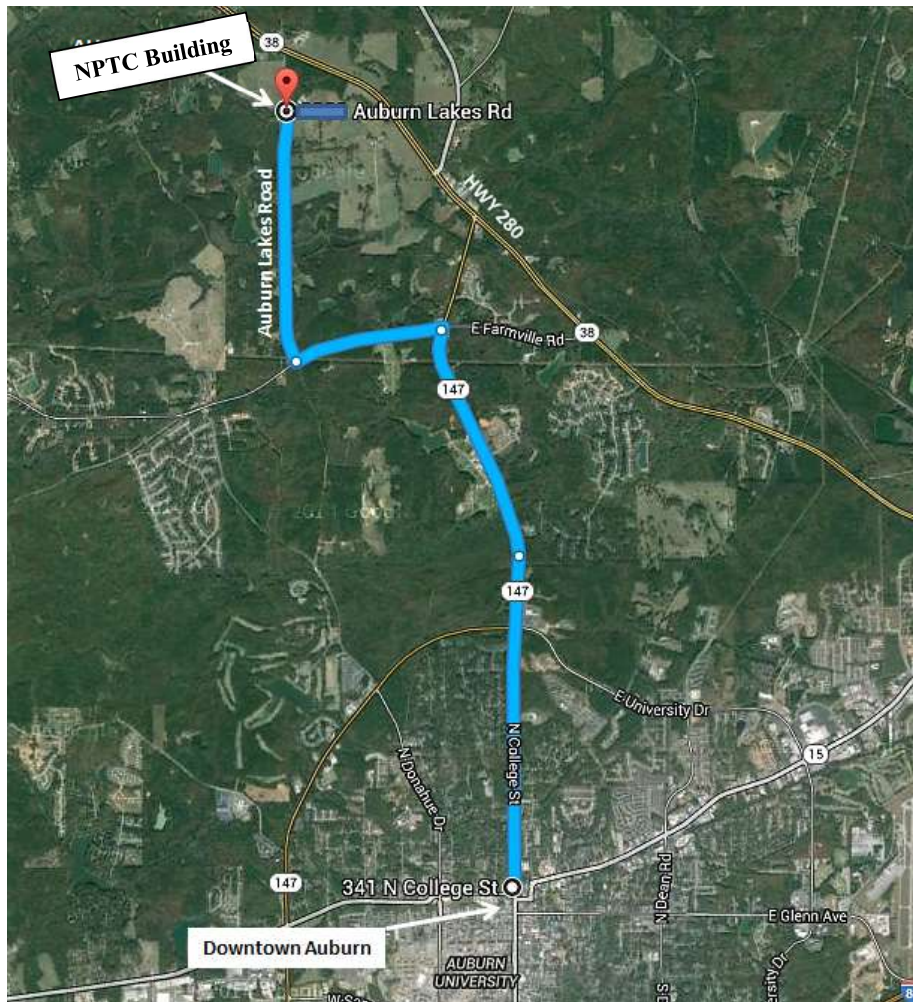 NPTC Building
38
Auburn Lakes Rd
Auburn Lakes Road
HWY 280
E Farmville Rd
38
147
147
E University Dr
N College St
15
N Donahue Dr
147
341 N College St
N Dean Rd
E Glenn Ave
Downtown Auburn
AUBURN
UNIVERSITY